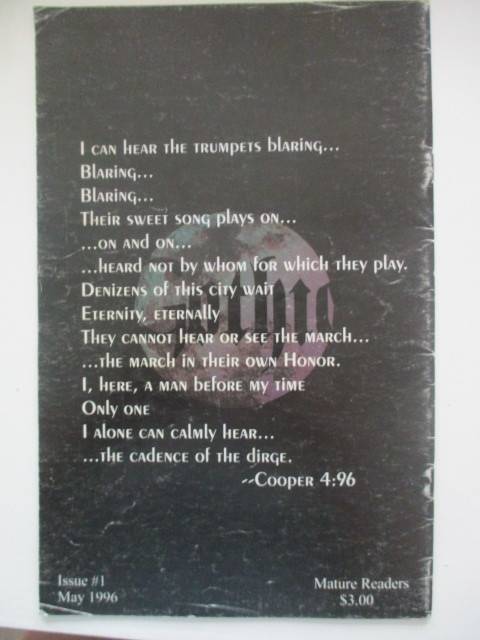 I can hear the trumpets blaring...
Blaring...
Blaring...
Their sweet song plays on...
...on and on...
...heard not by whom for which they play.
Denizens of this city wait
Eternity, eternally
They cannot hear or see the march...
...the march in their own Honor.
I, here, a man before my time
Only one
I alone can calmly hear...
...the cadence of the dirge.
--Cooper 4:96
Issue #1
May 1996
Mature Readers
$3.00